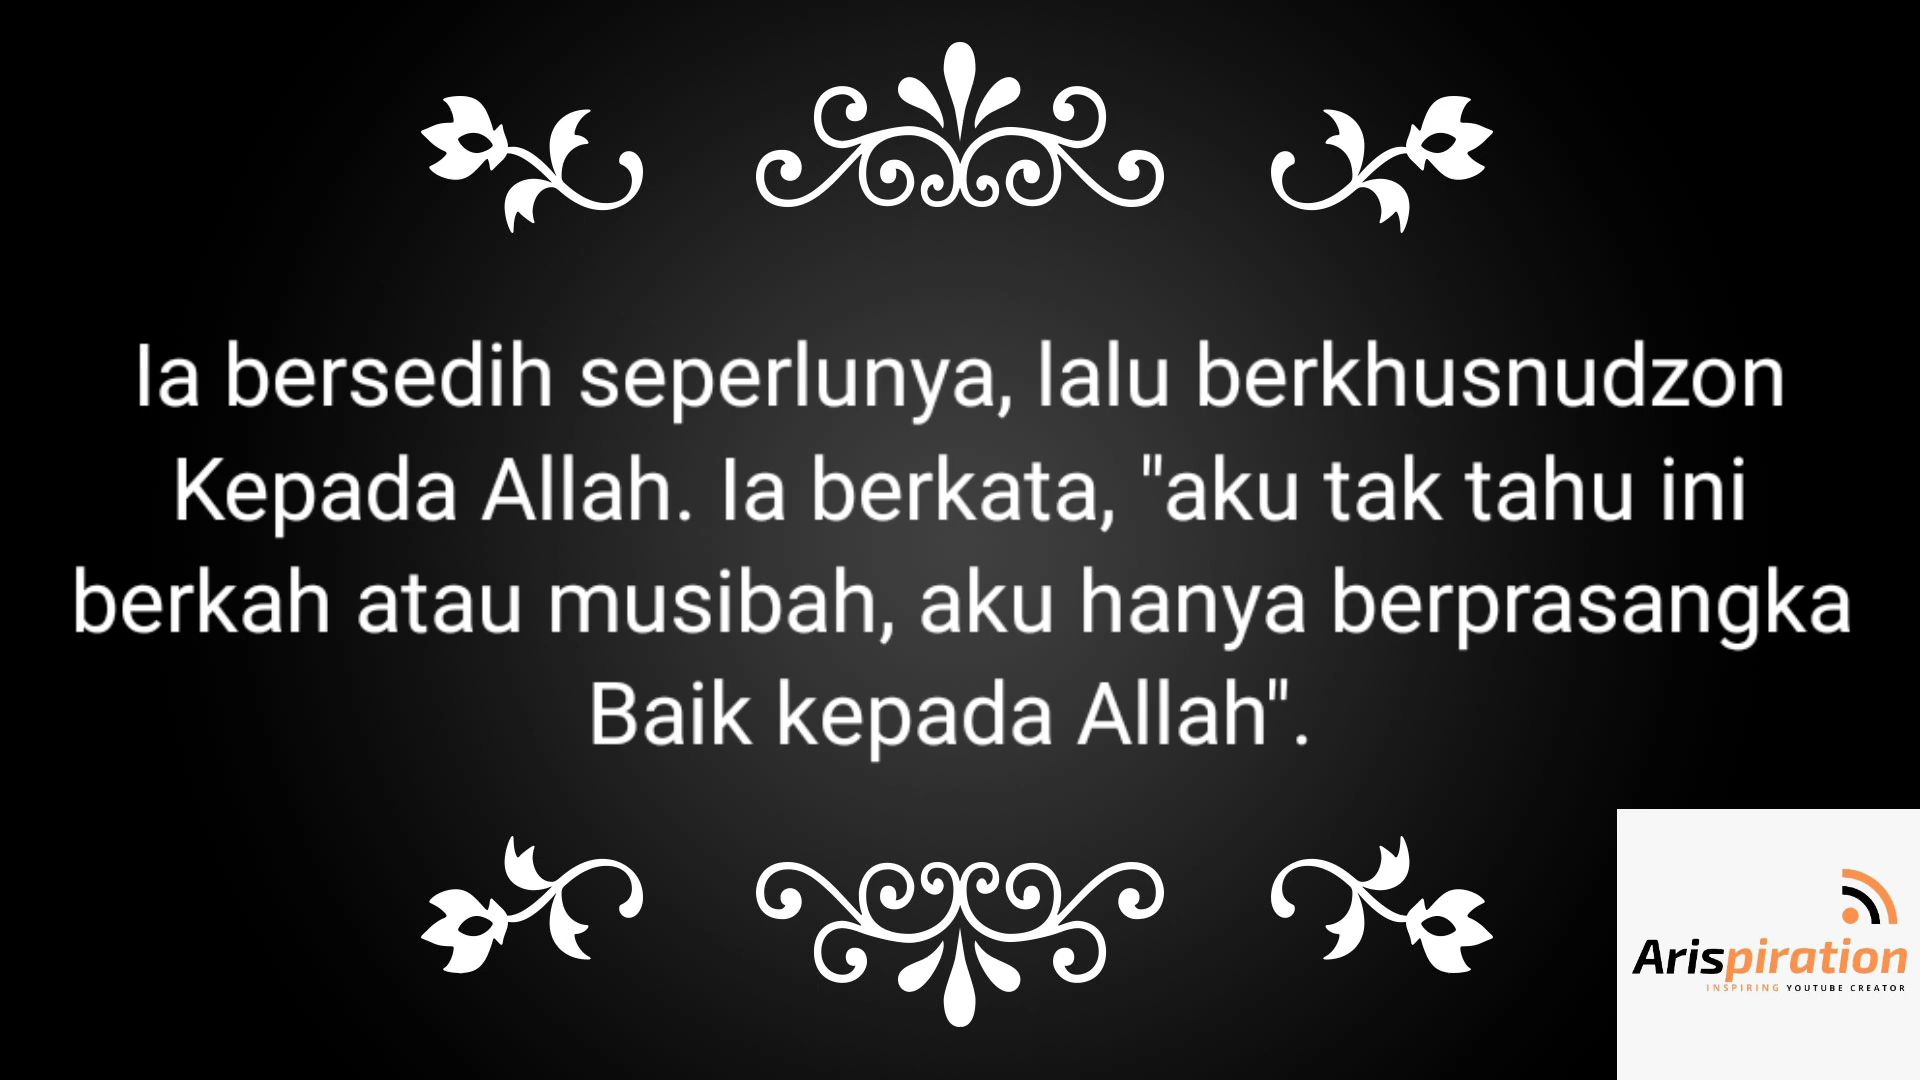 Ia bersedih seperlunya, lalu berkhusnudzon
Kepada Allah. Ia berkata, "aku tak tahu ini
berkah atau musibah, aku hanya berprasangka
Baik kepada Allah".
Arispiration
INSPIRING YOUTUBE CREATOR